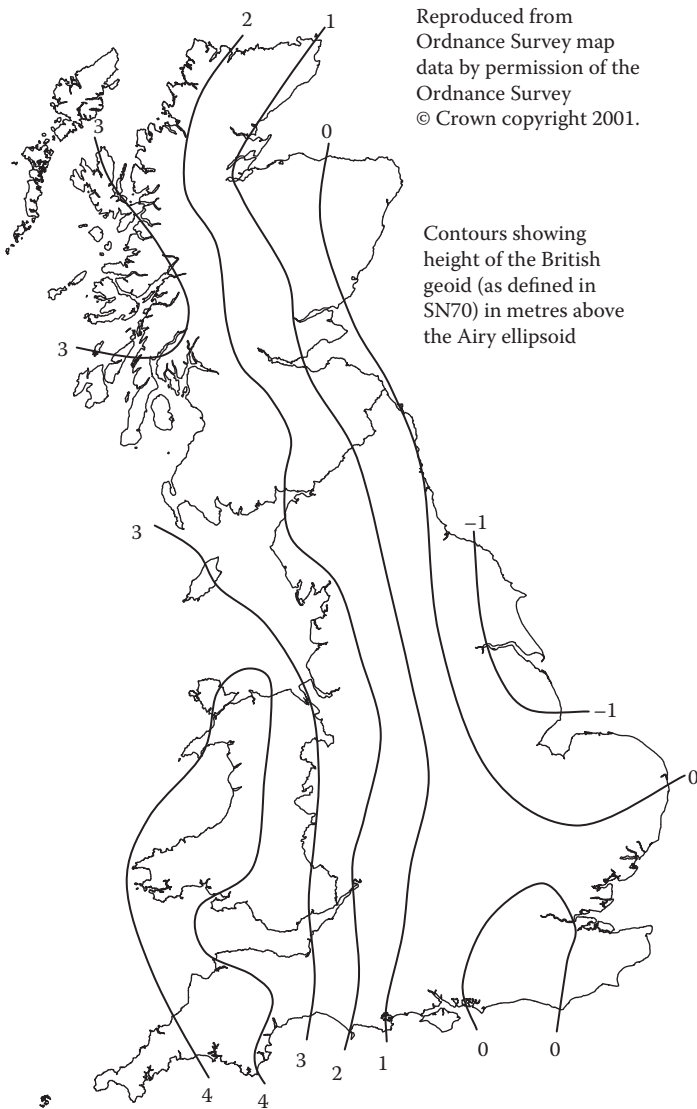 2
1
Reproduced from
Ordnance Survey map
data by permission of the
Ordnance Survey
© Crown copyright 2001.
3
0
Contours showing
height of the British
geoid (as defined in
SN70) in metres above
the Airy ellipsoid
3
3
−1
−1
0
3
2
1
0
0
4
4